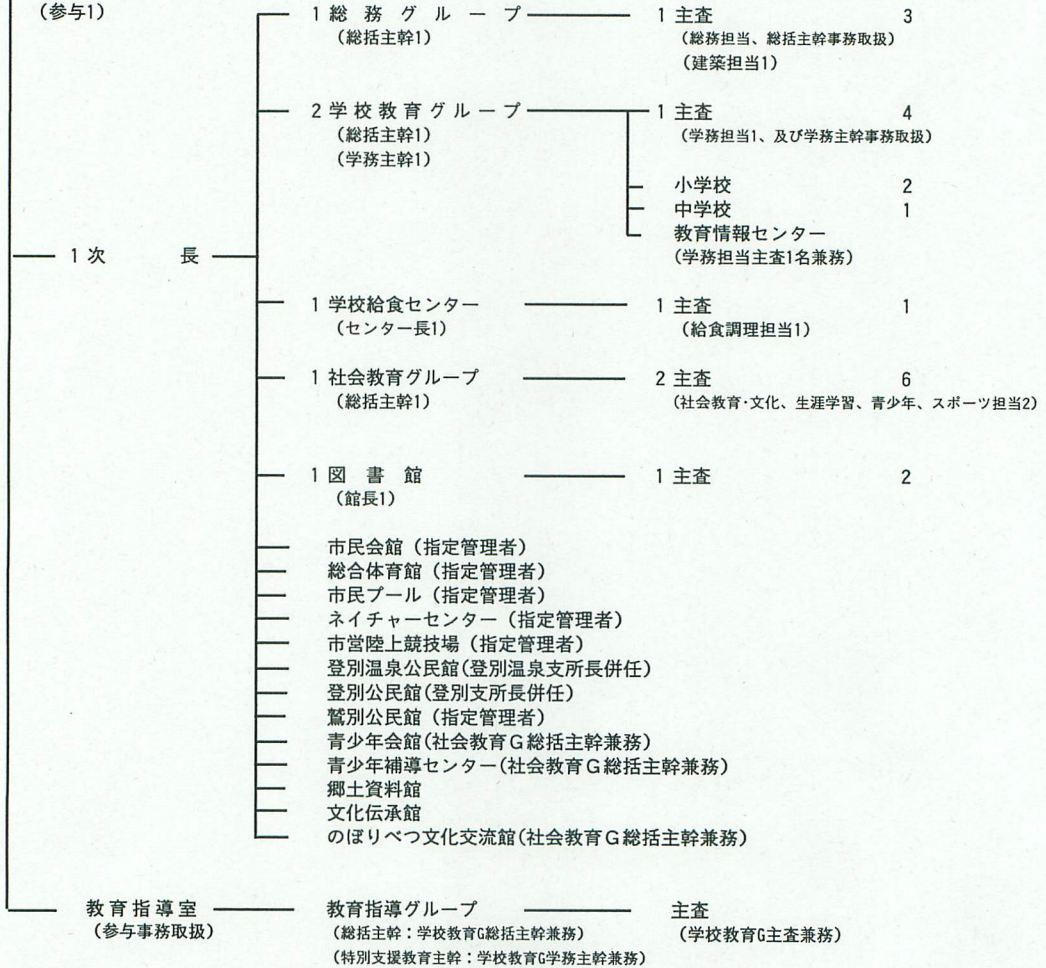 (参与1)
1 総務グループ 1 主査 3
(総括主幹1) (総務担当、総括主幹事務取扱)
(建築担当1)
2 学校教育グループ 1 主査 4
(総括主幹1) (学務担当1、及び学務主幹事務取扱)
(学務主幹1)
小学校 2
中学校 1
教育情報センター
(学務担当主査1名兼務)
1 次長
1 学校給食センター 1 主査 1
(センター長1) (給食調理担当1)
1 社会教育グループ 2 主査 6
(総括主幹1) (社会教育・文化、生涯学習、青少年、スポーツ担当2)
1 図書館 1 主査 2
(館長1)
市民会館 (指定管理者)
総合体育館 (指定管理者)
市民プール (指定管理者)
ネイチャーセンター (指定管理者)
市営陸上競技場 (指定管理者)
登別温泉公民館(登別温泉支所長併任)
登別公民館(登別支所長併任)
鷲別公民館 (指定管理者)
青少年会館(社会教育G総括主幹兼務)
青少年補導センター(社会教育G総括主幹兼務)
郷土資料館
文化伝承館
のぼりべつ文化交流館(社会教育G総括主幹兼務)
教育指導室 教育指導グループ 主査
(参与事務取扱) (総括主幹：学校教育G総括主幹兼務) (学校教育G主査兼務)
(特別支援教育主幹：学校教育G学務主幹兼務)